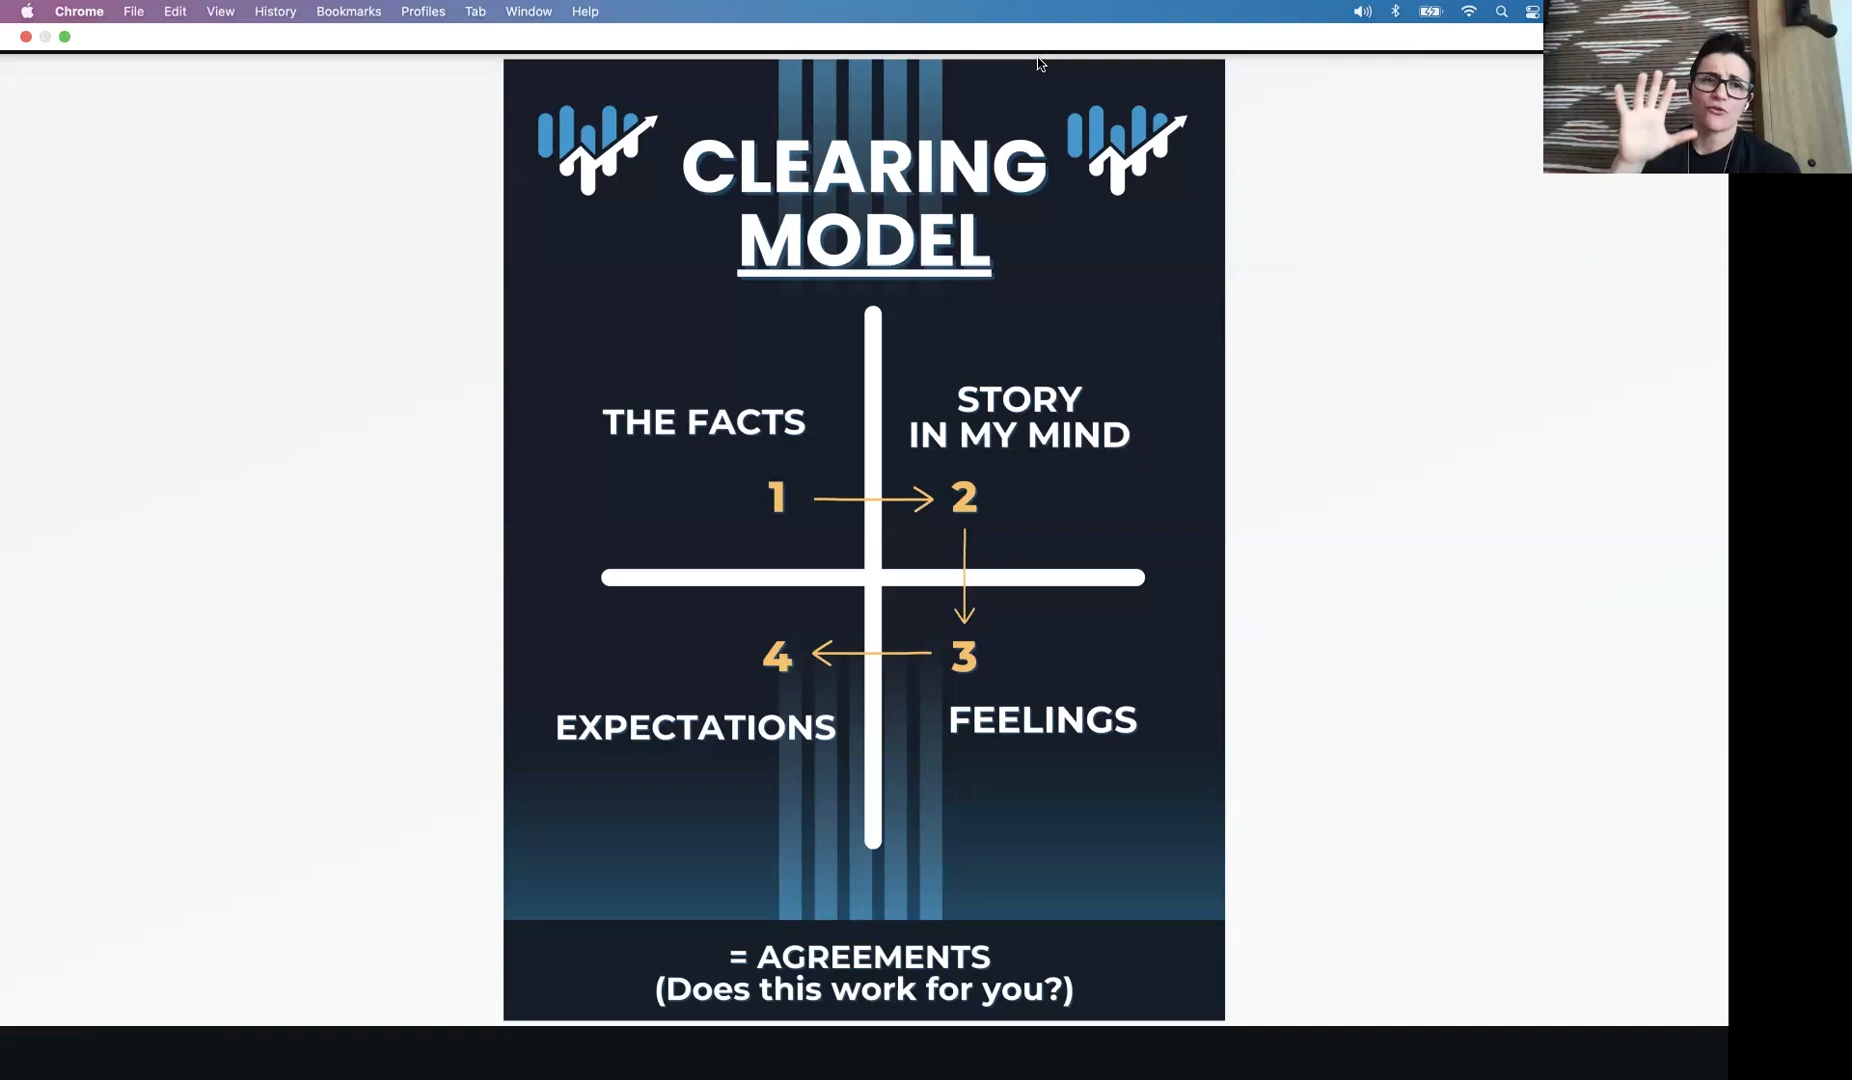 Chrome File Edit View History Bookmarks Profiles Tab Window Help
CLEARING
MODEL
THE FACTS
STORY
IN MY MIND
1
2
4
3
EXPECTATIONS
FEELINGS
= AGREEMENTS
(Does this work for you?)